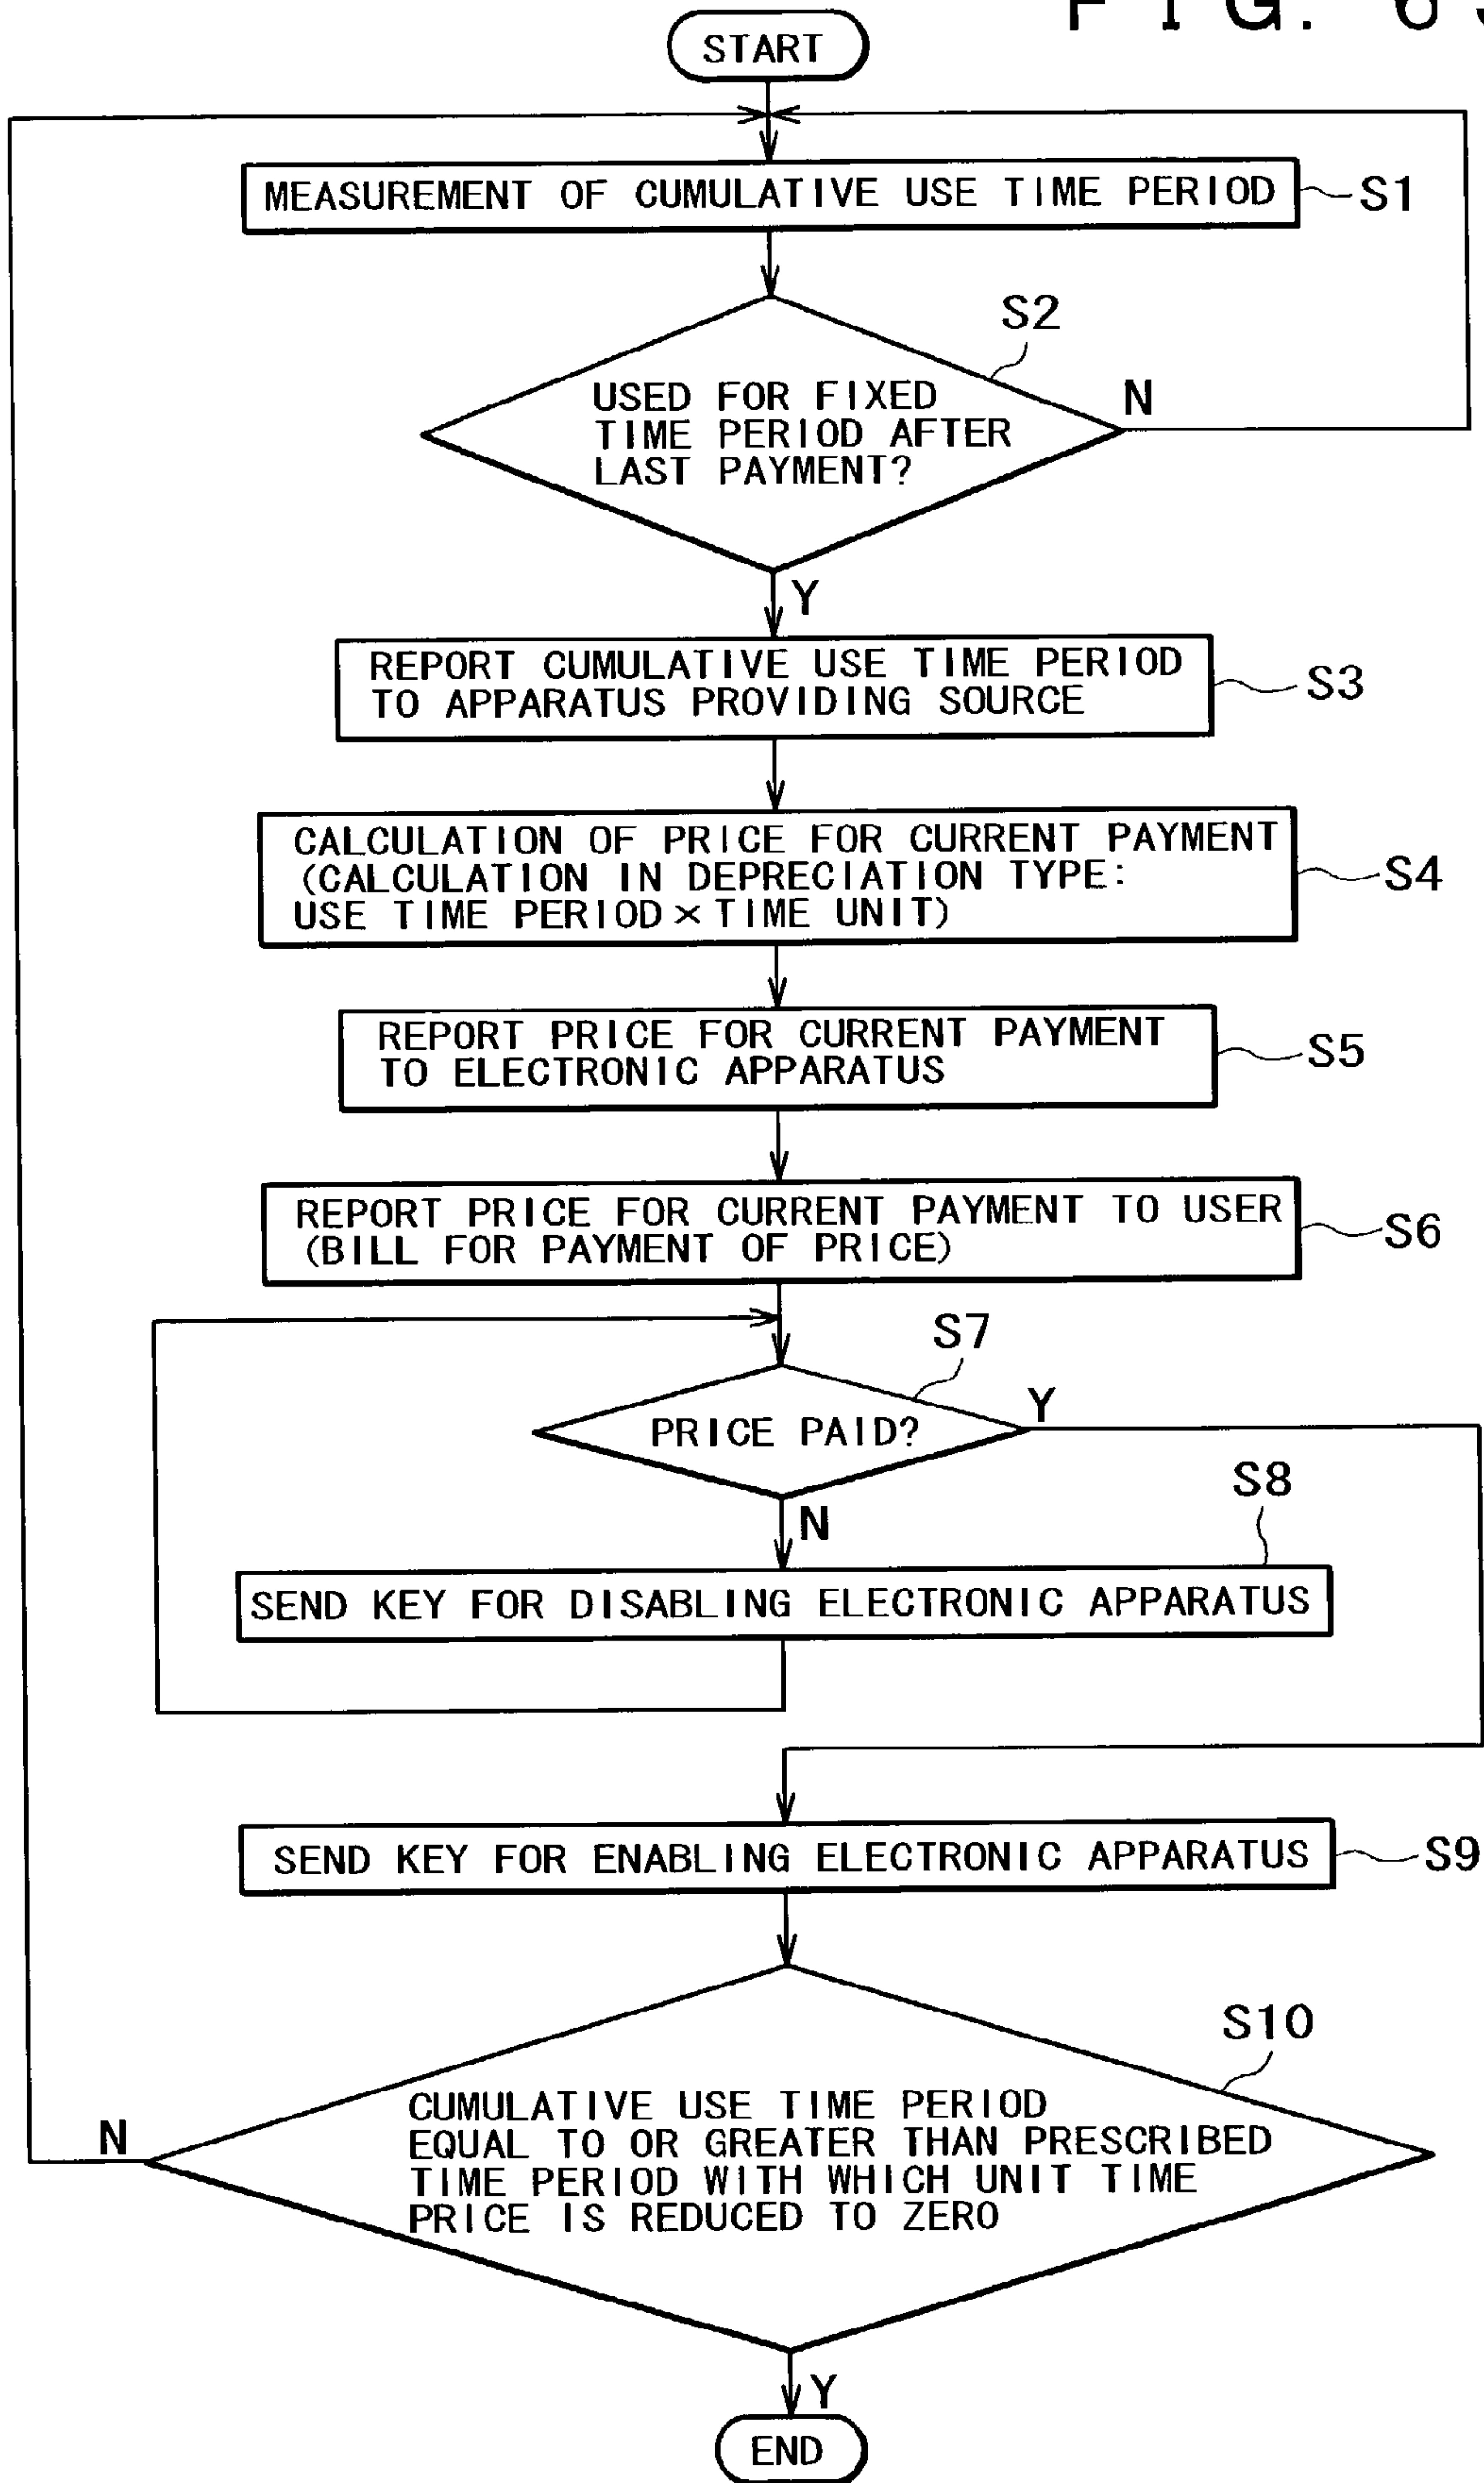 FIG. 6
START
MEASUREMENT OF CUMULATIVE USE TIME PERIOD
S1
S2
USED FOR FIXED
TIME PERIOD AFTER
LAST PAYMENT?
N
Y
REPORT CUMULATIVE USE TIME PERIOD
TO APPARATUS PROVIDING SOURCE
S3
CALCULATION OF PRICE FOR CURRENT PAYMENT
(CALCULATION IN DEPRECIATION TYPE:
USE TIME PERIOD × TIME UNIT)
S4
REPORT PRICE FOR CURRENT PAYMENT
TO ELECTRONIC APPARATUS
S5
REPORT PRICE FOR CURRENT PAYMENT TO USER
(BILL FOR PAYMENT OF PRICE)
S6
S7
PRICE PAID?
Y
N
S8
SEND KEY FOR DISABLING ELECTRONIC APPARATUS
SEND KEY FOR ENABLING ELECTRONIC APPARATUS
S9
S10
CUMULATIVE USE TIME PERIOD
EQUAL TO OR GREATER THAN PRESCRIBED
TIME PERIOD WITH WHICH UNIT TIME
PRICE IS REDUCED TO ZERO
N
Y
END